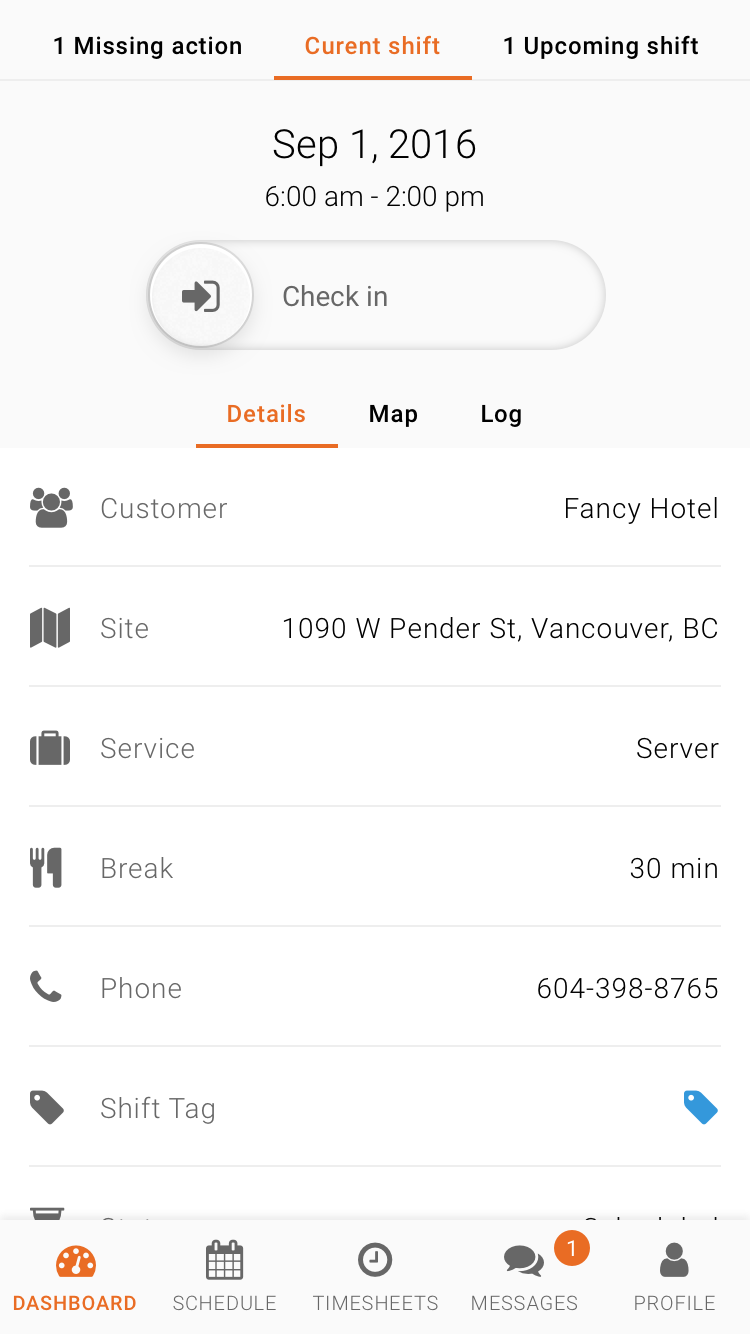 1 Missing action
Curent shift
1 Upcoming shift
Sep 1, 2016
6:00 am - 2:00 pm
Check in
Details
Map
Log
Customer
Fancy Hotel
Site
1090 W Pender St, Vancouver, BC
Service
Server
Break
30 min
Phone
604-398-8765
Shift Tag
1
DASHBOARD
SCHEDULE
TIMESHEETS
MESSAGES
PROFILE